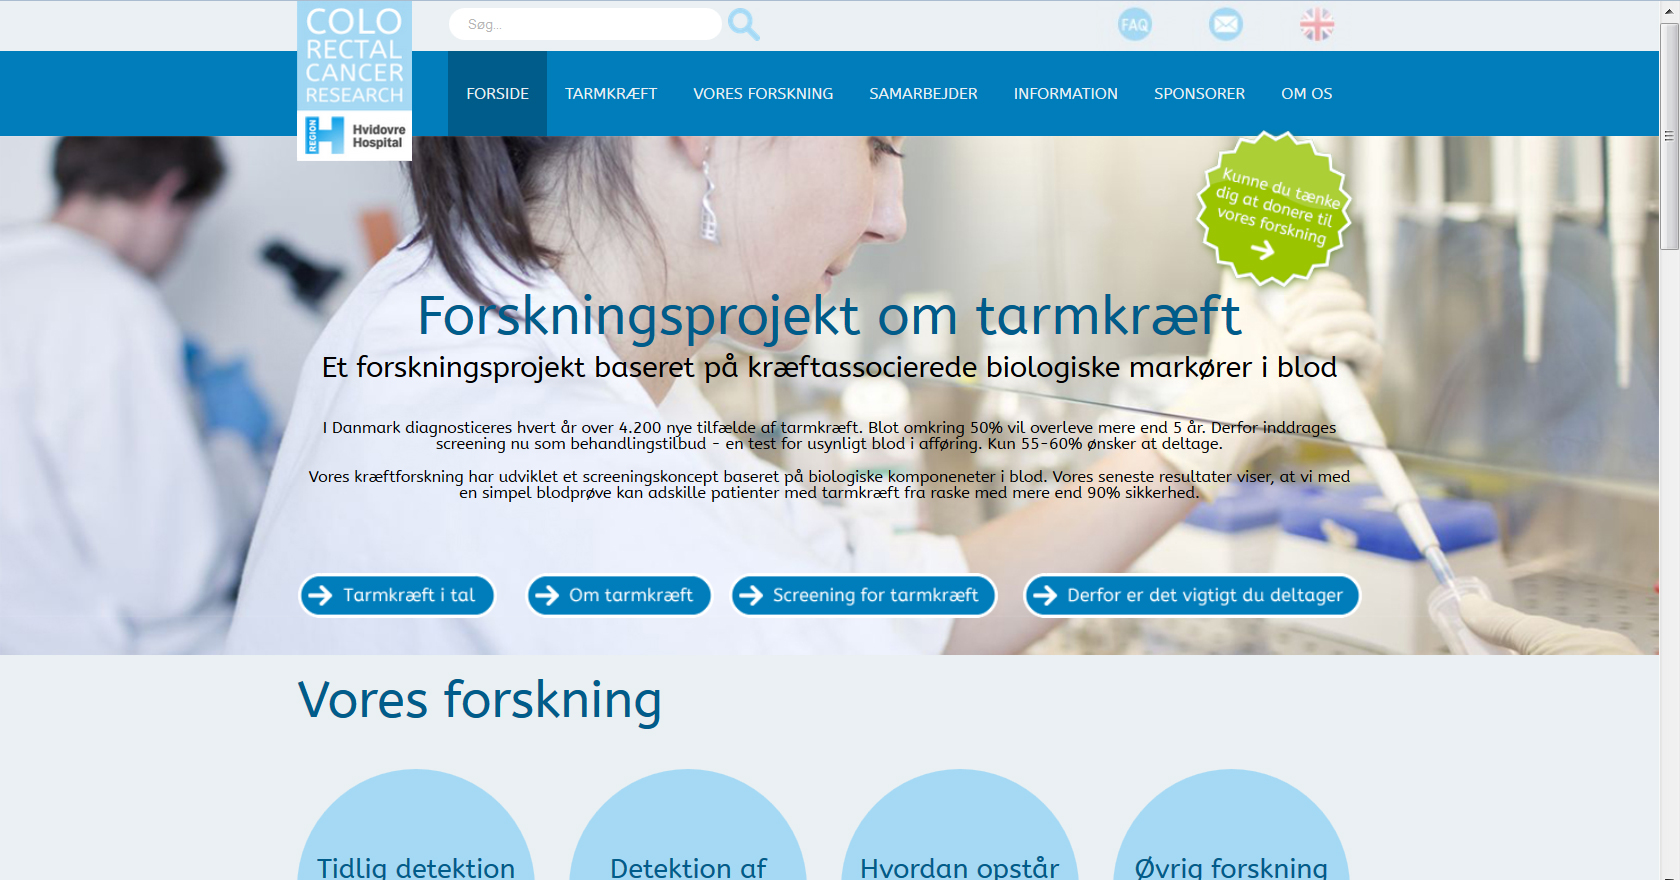 COLO
RECTAL
CANCER
RESEARCH
REGION H
Hvidovre
Hospital
Søg...
FAQ
FORSIDE
TARMKRÆFT
VORES FORSKNING
SAMARBEJDER
INFORMATION
SPONSORER
OM OS
Kunne du tænke
dig at donere til
vores forskning
Forskningsprojekt om tarmkræft
Et forskningsprojekt baseret på kræftassocierede biologiske markører i blod
I Danmark diagnosticeres hvert år over 4.200 nye tilfælde af tarmkræft. Blot omkring 50% vil overleve mere end 5 år. Derfor inddrages
screening nu som behandlingstilbud - en test for usynligt blod i afføring. Kun 55-60% ønsker at deltage.
Vores kræftforskning har udviklet et screeningskoncept baseret på biologiske komponeneter i blod. Vores seneste resultater viser, at vi med
en simpel blodprøve kan adskille patienter med tarmkræft fra raske med mere end 90% sikkerhed.
Tarmkræft i tal
Om tarmkræft
Screening for tarmkræft
Derfor er det vigtigt du deltager
Vores forskning
Tidlig detektion
Detektion af
Hvordan opstår
Øvrig forskning